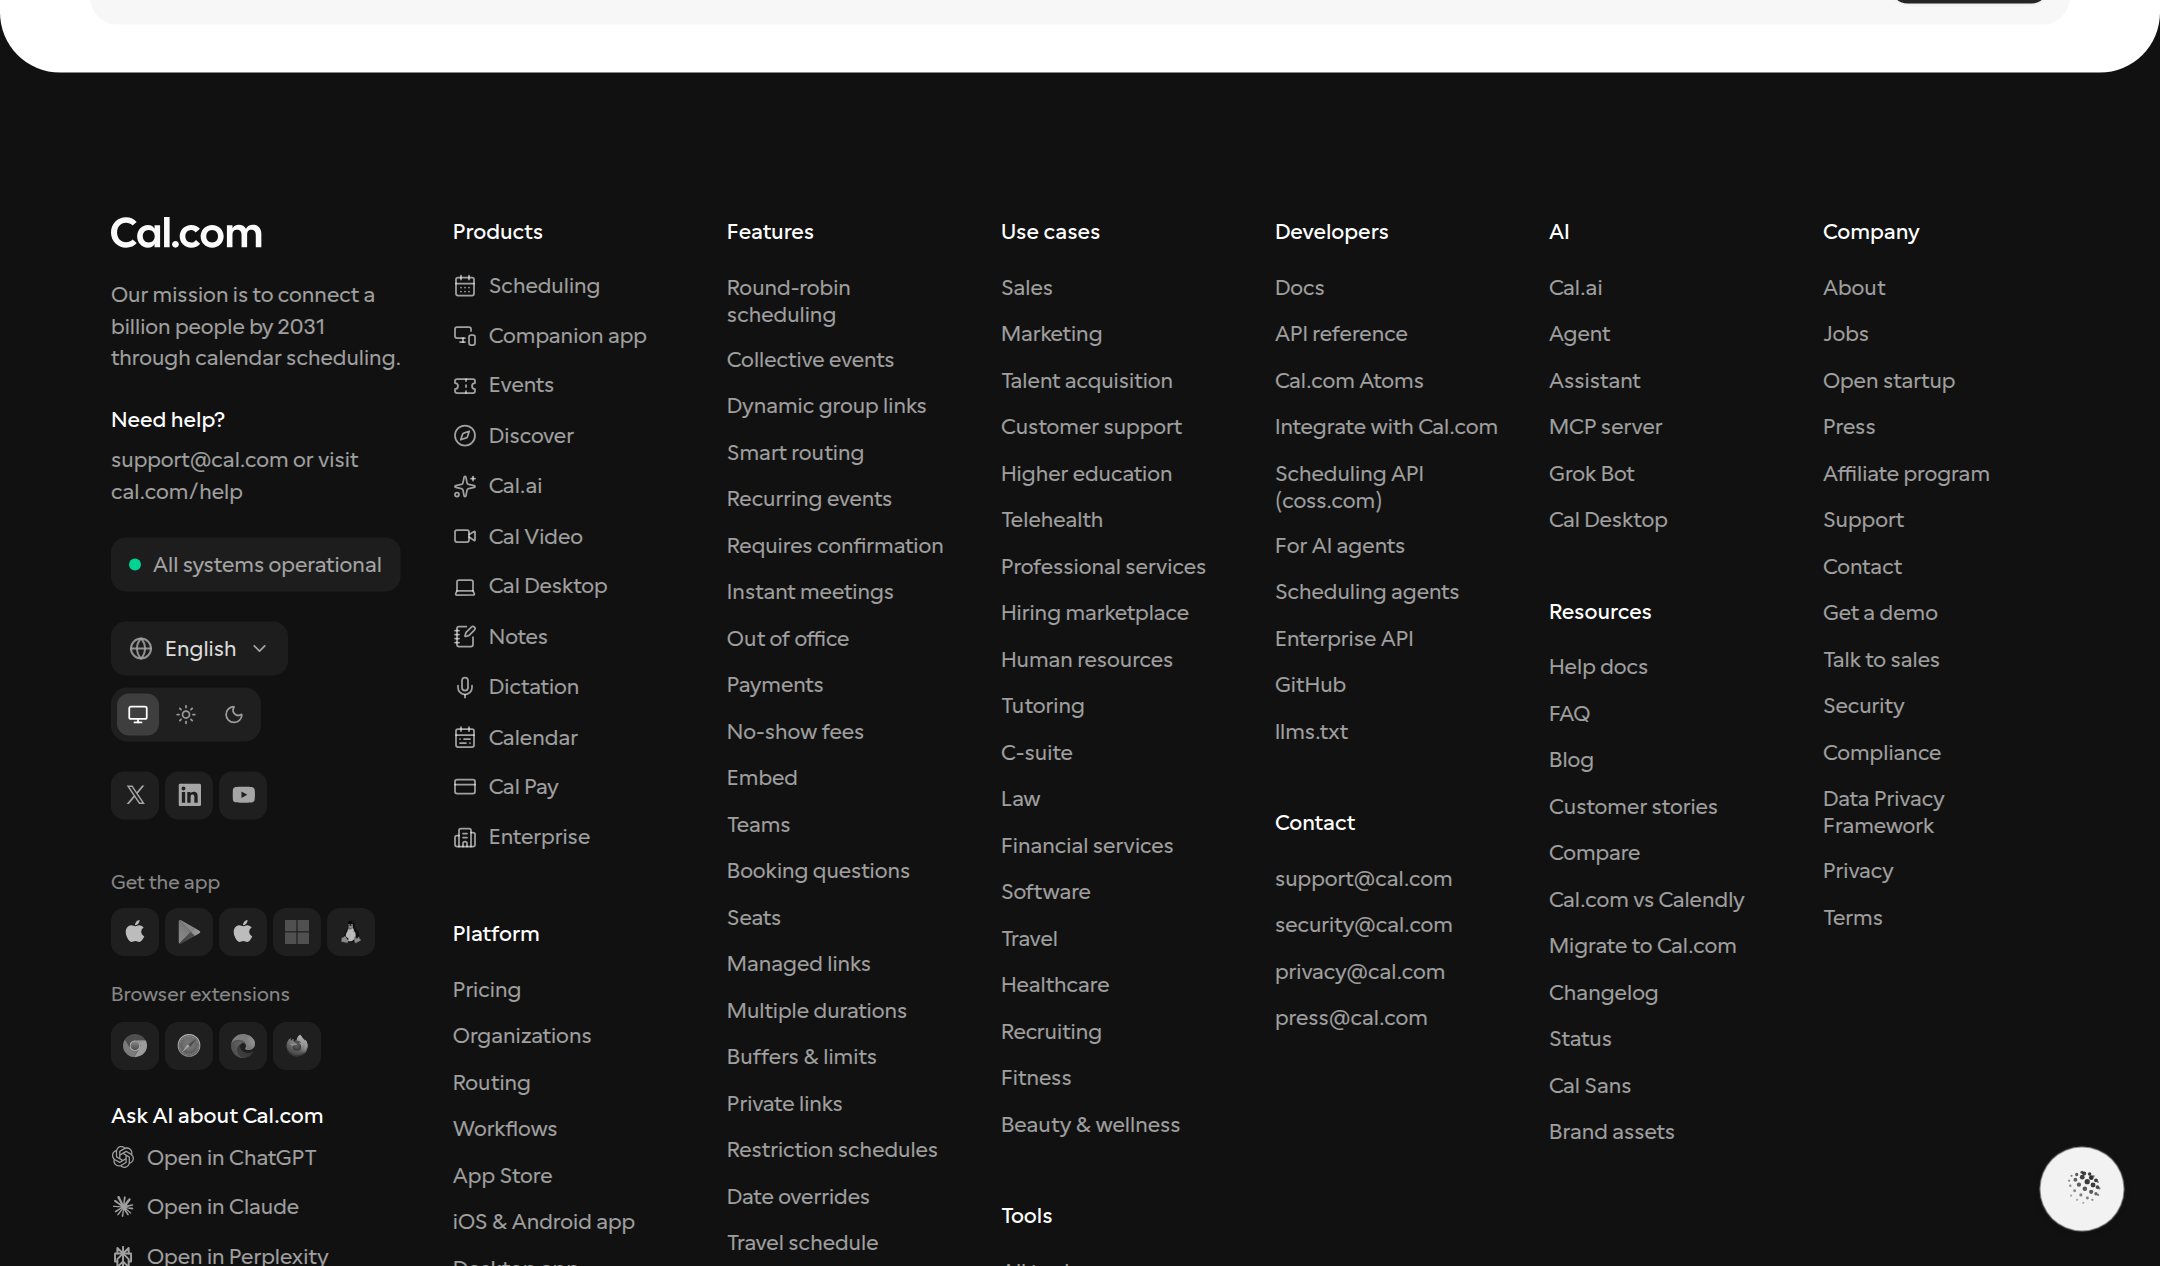 Cal.com
Our mission is to connect a
billion people by 2031
through calendar scheduling.
Need help?
support@cal.com or visit
cal.com/help
All systems operational
English
Get the app
Browser extensions
Ask AI about Cal.com
Open in ChatGPT
Open in Claude
Open in Perplexity
Products
Scheduling
Companion app
Events
Discover
Cal.ai
Cal Video
Cal Desktop
Notes
Dictation
Calendar
Cal Pay
Enterprise
Platform
Pricing
Organizations
Routing
Workflows
App Store
iOS & Android app
Features
Round-robin
scheduling
Collective events
Dynamic group links
Smart routing
Recurring events
Requires confirmation
Instant meetings
Out of office
Payments
No-show fees
Embed
Teams
Booking questions
Seats
Managed links
Multiple durations
Buffers & limits
Private links
Restriction schedules
Date overrides
Travel schedule
Use cases
Sales
Marketing
Talent acquisition
Customer support
Higher education
Telehealth
Professional services
Hiring marketplace
Human resources
Tutoring
C-suite
Law
Financial services
Software
Travel
Healthcare
Recruiting
Fitness
Beauty & wellness
Tools
Developers
Docs
API reference
Cal.com Atoms
Integrate with Cal.com
Scheduling API
(coss.com)
For AI agents
Scheduling agents
Enterprise API
GitHub
llms.txt
Contact
support@cal.com
security@cal.com
privacy@cal.com
press@cal.com
AI
Cal.ai
Agent
Assistant
MCP server
Grok Bot
Cal Desktop
Resources
Help docs
FAQ
Blog
Customer stories
Compare
Cal.com vs Calendly
Migrate to Cal.com
Changelog
Status
Cal Sans
Brand assets
Company
About
Jobs
Open startup
Press
Affiliate program
Support
Contact
Get a demo
Talk to sales
Security
Compliance
Data Privacy
Framework
Privacy
Terms